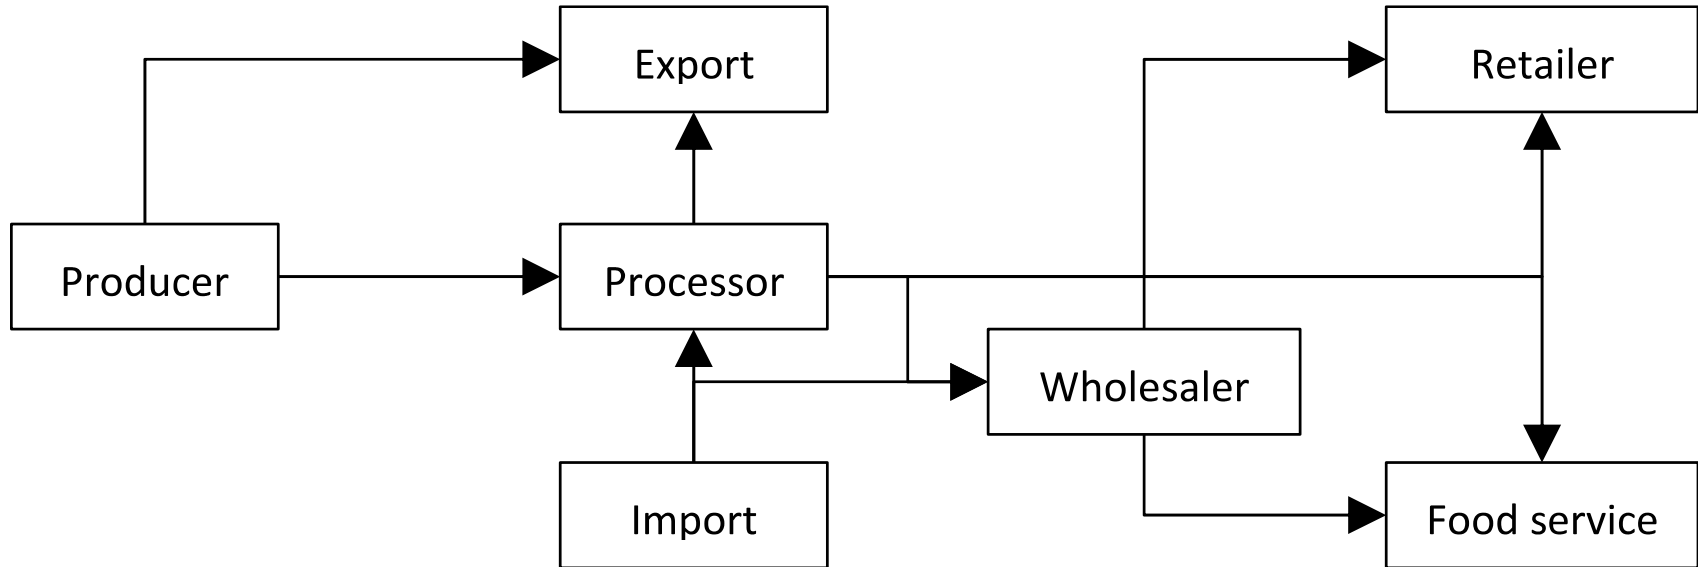 Export
Retailer
Producer
Processor
Wholesaler
Import
Food service